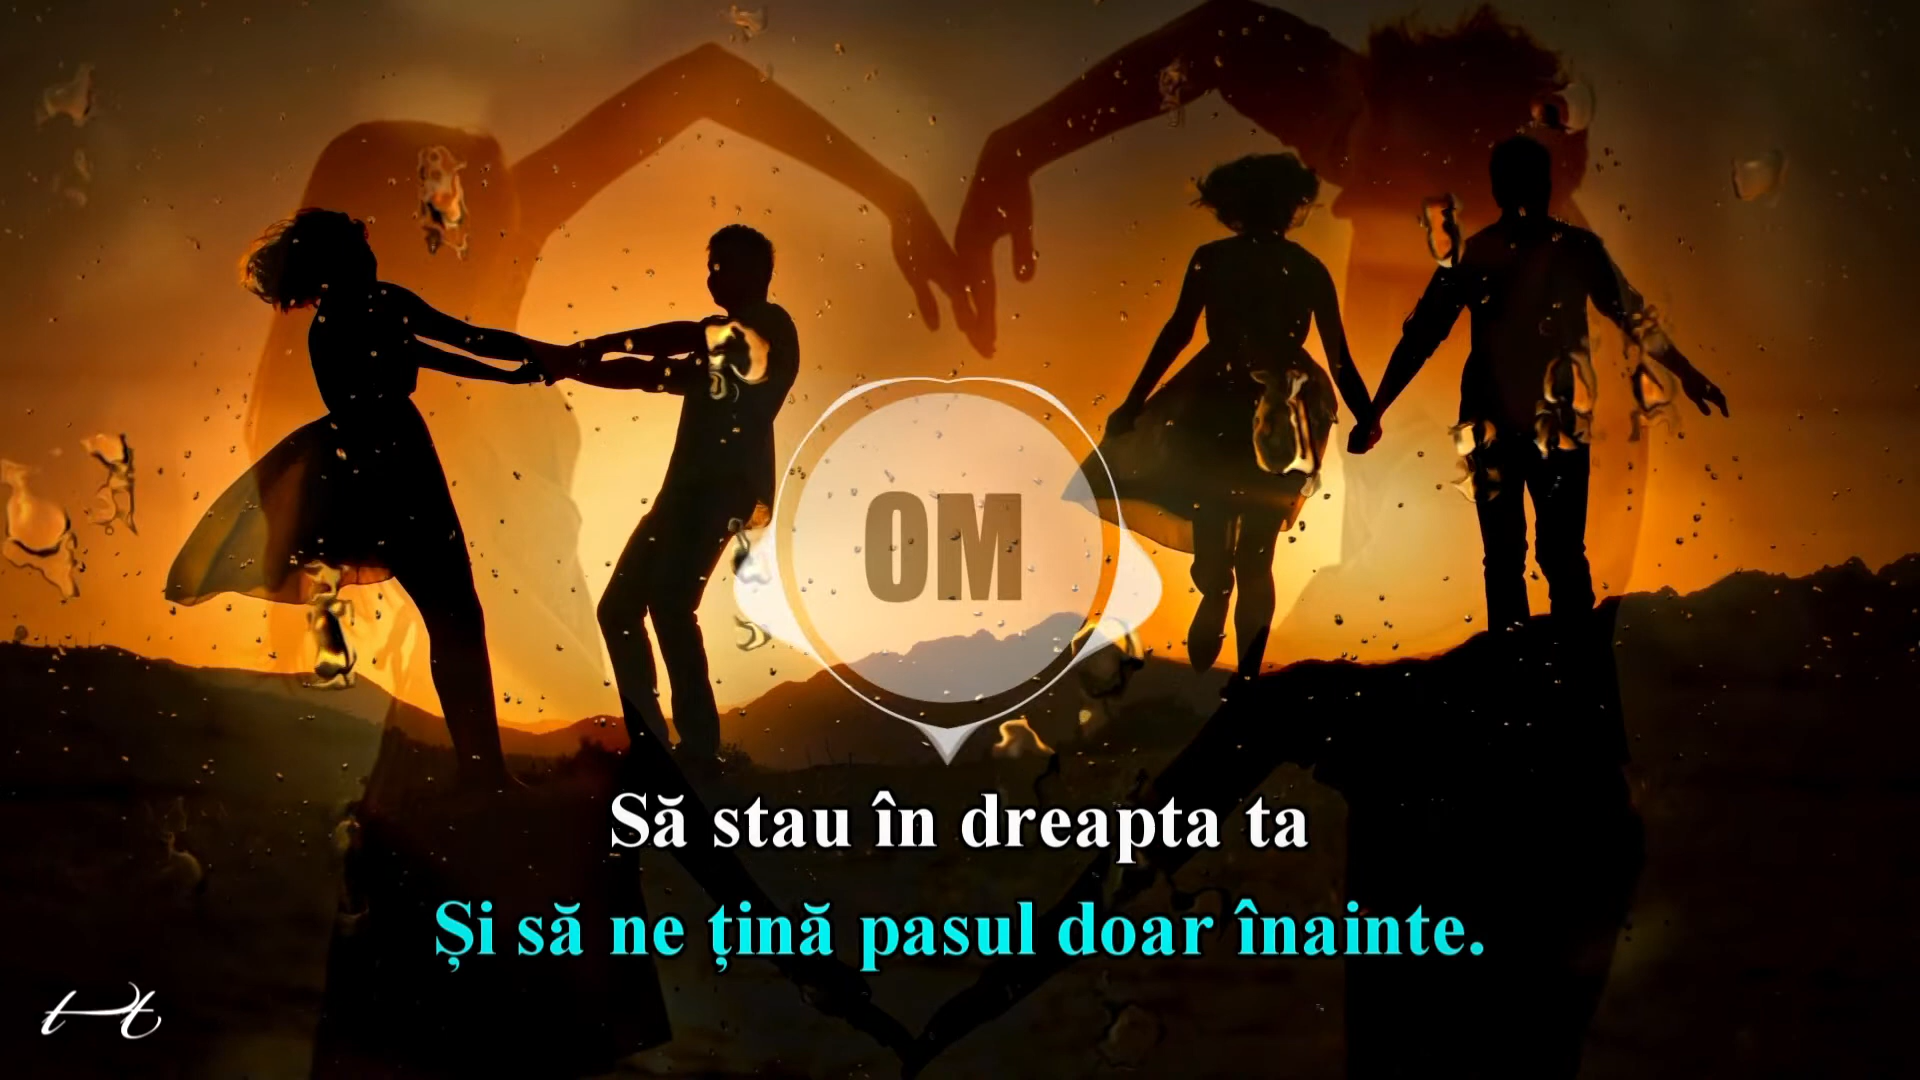 OM
Să stau în dreapta ta
Și să ne țină pasul doar înainte.